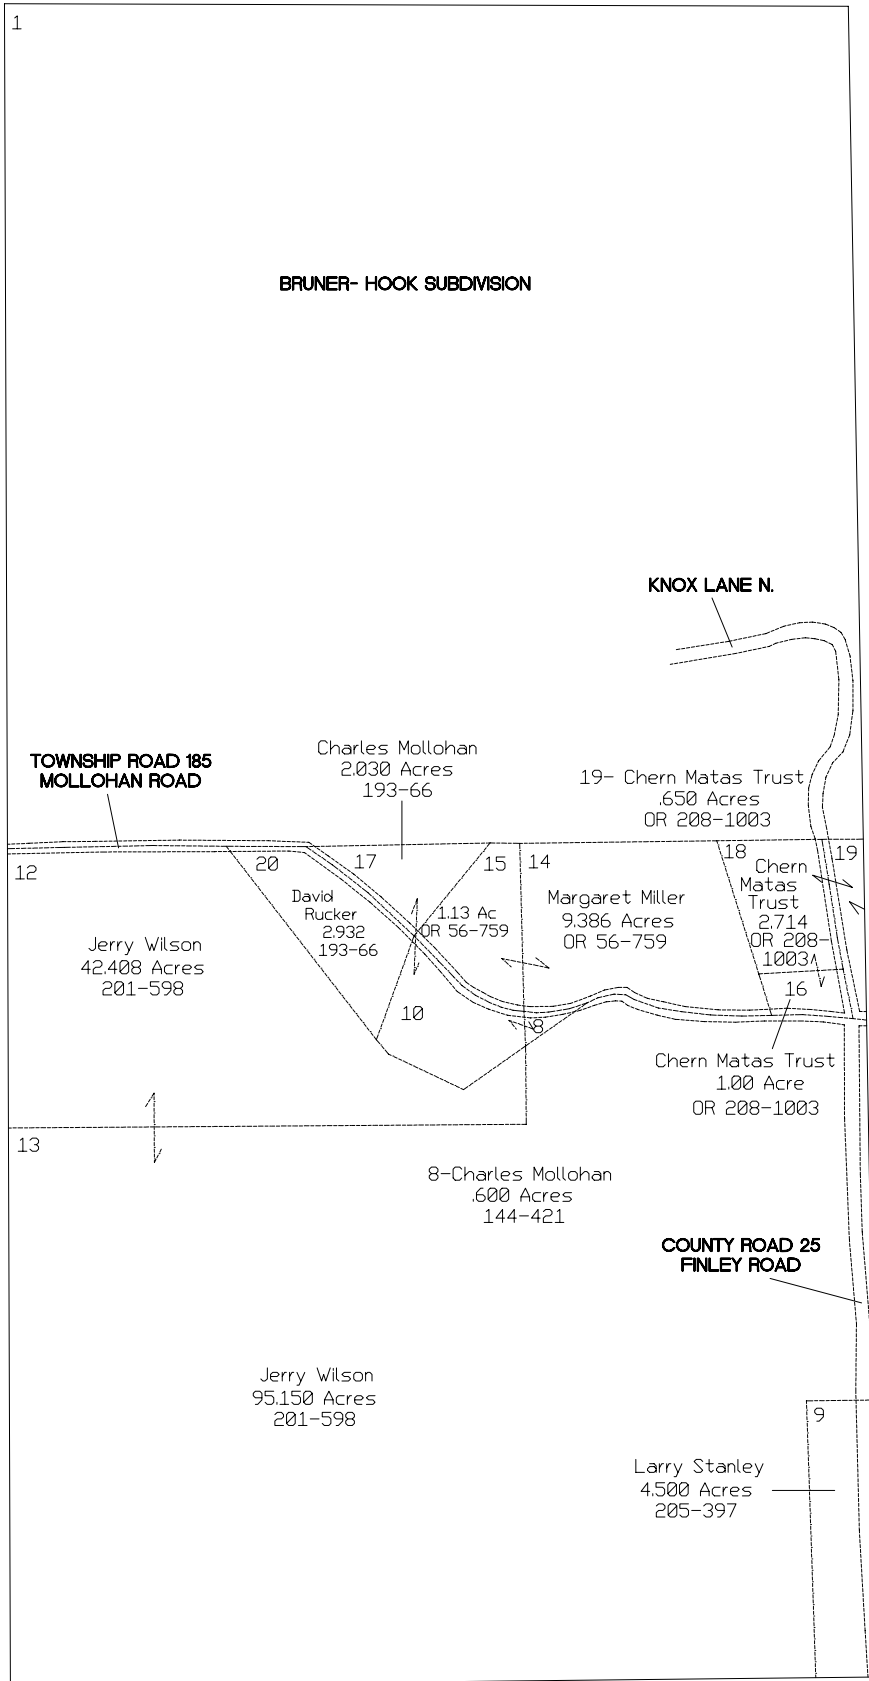 1
BRUNER- HOOK SUBDIVISION
KNOX LANE N.
TOWNSHIP ROAD 185
MOLLOHAN ROAD
Charles Mollohan
2.030 Acres
193-66
19- Chern Matas Trust
.650 Acres
OR 208-1003
12
20
17
15
14
18
19
David
Rucker
2.932
193-66
1.13 Ac
OR 56-759
Margaret Miller
9.386 Acres
OR 56-759
Chern
Matas
Trust
2.714
OR 208-
1003
Jerry Wilson
42.408 Acres
201-598
16
10
8
Chern Matas Trust
1.00 Acre
OR 208-1003
13
8-Charles Mollohan
.600 Acres
144-421
COUNTY ROAD 25
FINLEY ROAD
Jerry Wilson
95.150 Acres
201-598
9
Larry Stanley
4.500 Acres
205-397